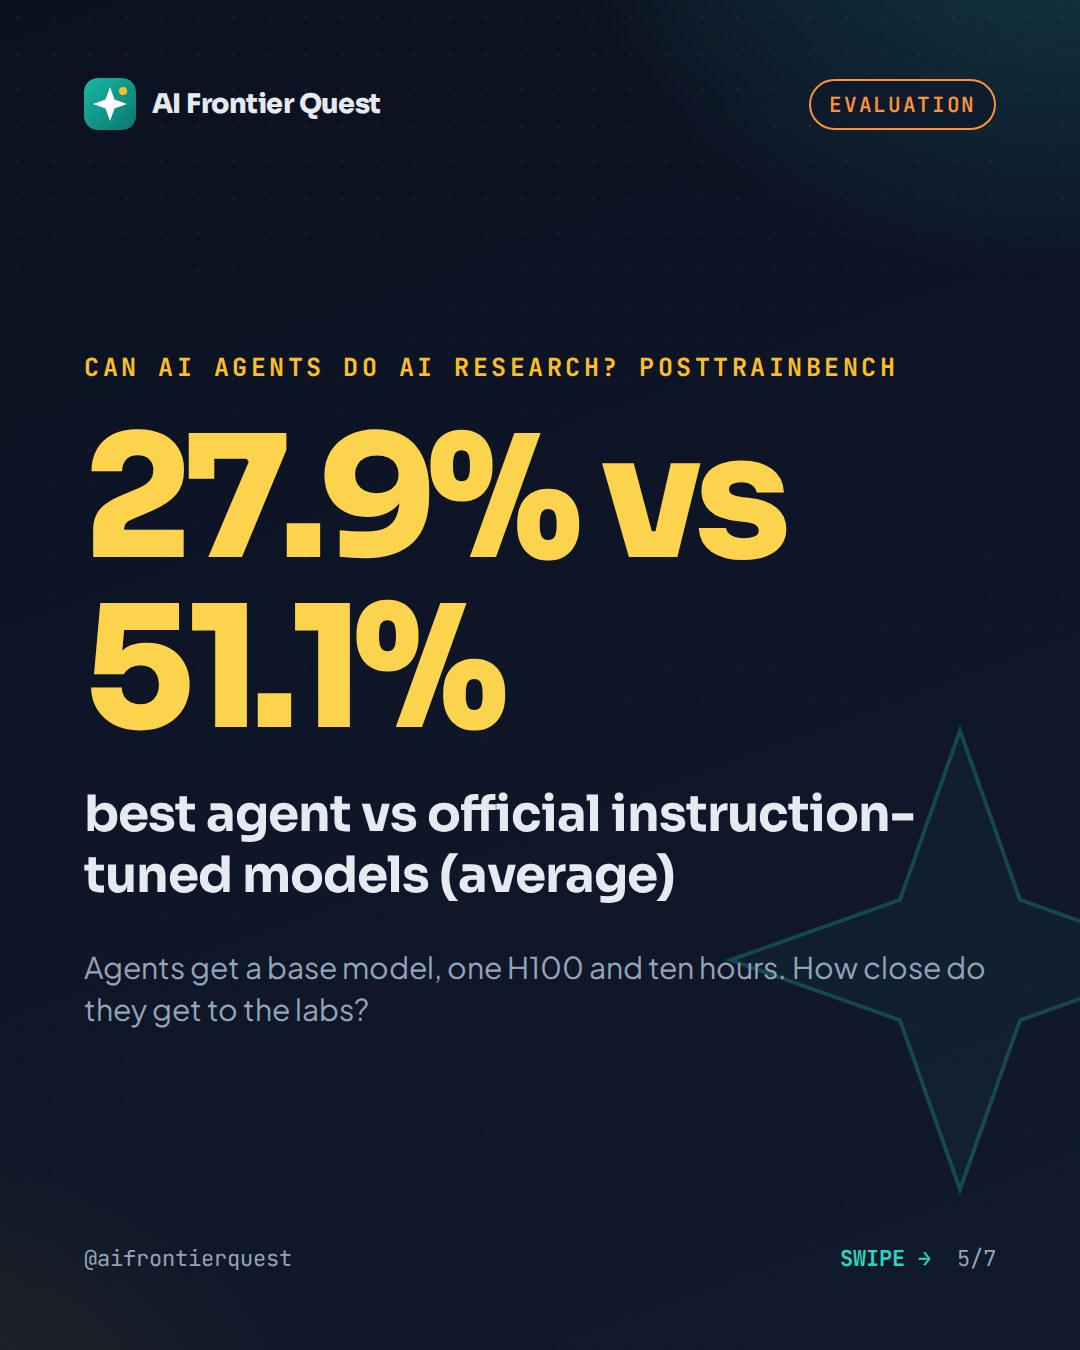 AI Frontier Quest
EVALUATION
CAN AI AGENTS DO AI RESEARCH? POSTTRAINBENCH
27.9% vs
51.1%
best agent vs official instruction-
tuned models (average)
Agents get a base model, one H100 and ten hours. How close do
they get to the labs?
@aifrontierquest
SWIPE → 5/7